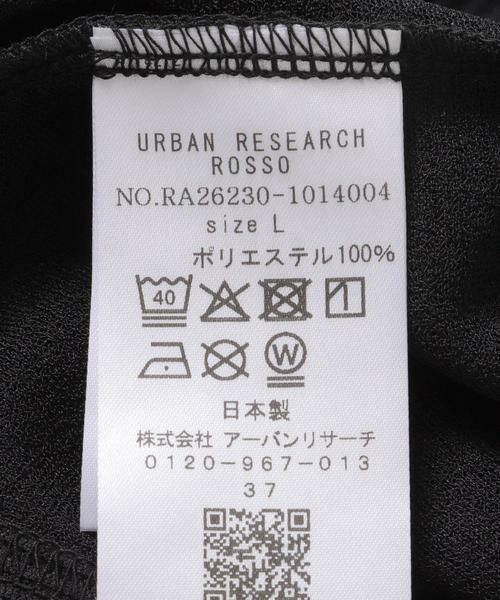 URBAN RESEARCH
ROSSO
NO.RA26230-1014004
size L
ポリエステル100%
40
W
日本製
株式会社 アーバンリサーチ
0120-967-013
37